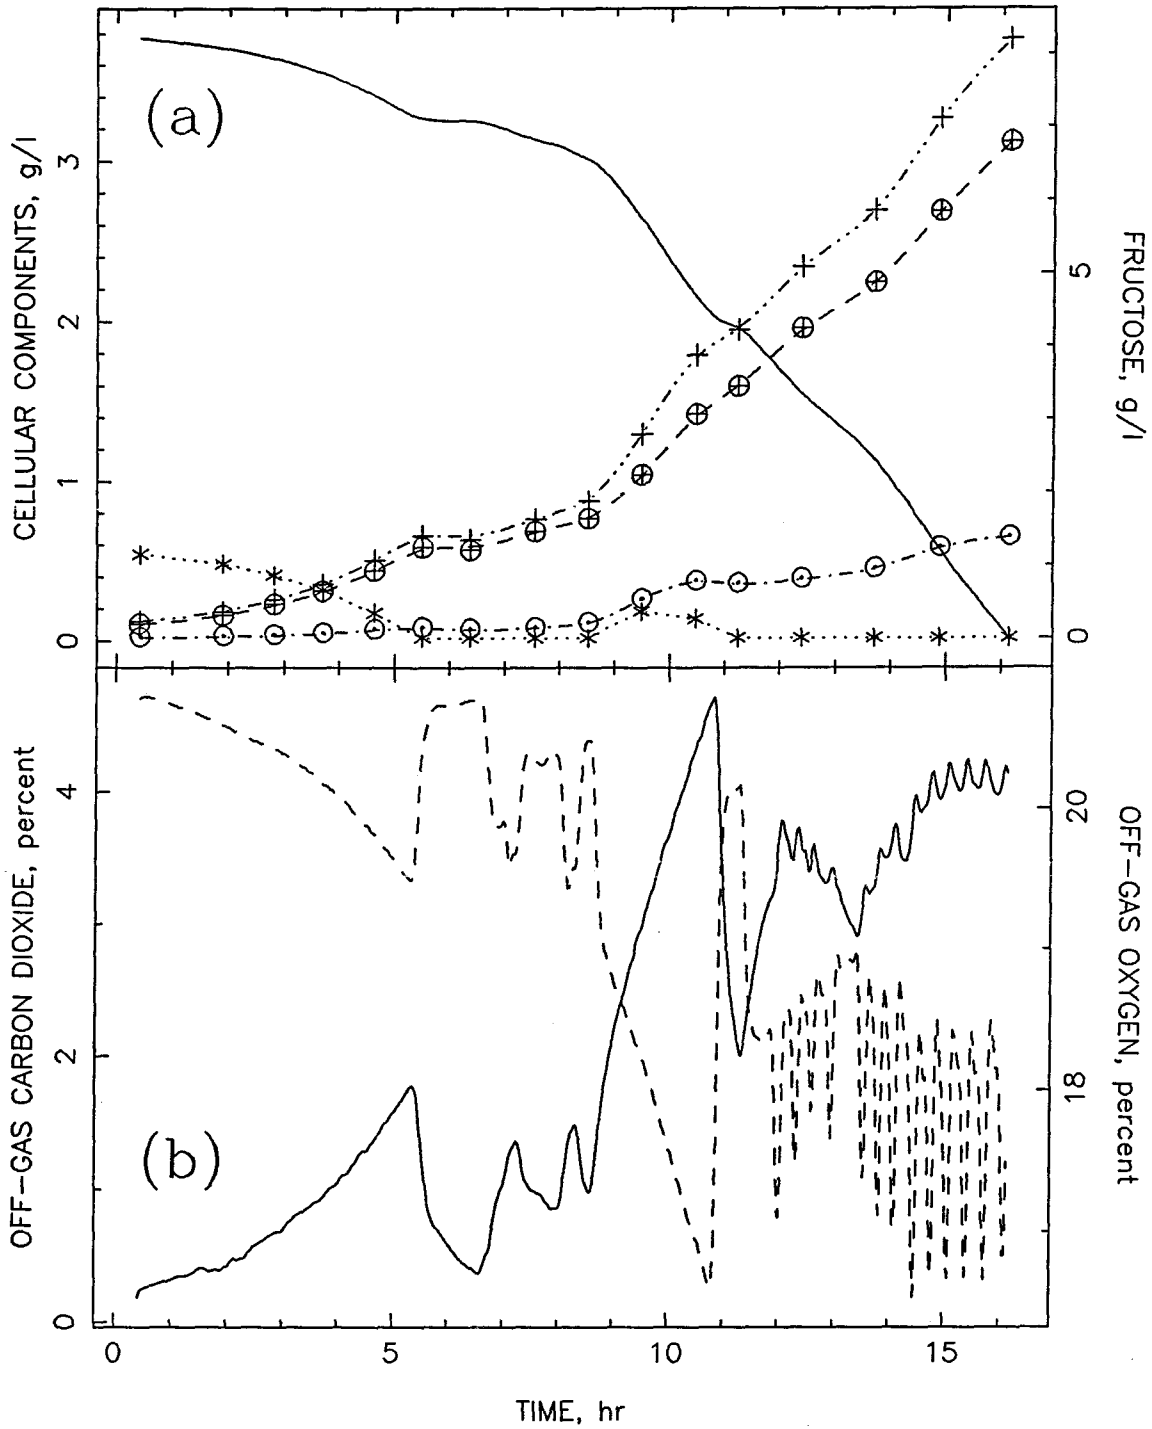 (a)
CELLULAR COMPONENTS, g/l
3
2
1
0
FRUCTOSE, g/l
5
0
(b)
OFF-GAS CARBON DIOXIDE, percent
4
2
0
OFF-GAS OXYGEN, percent
20
18
0 5 10 15
TIME, hr